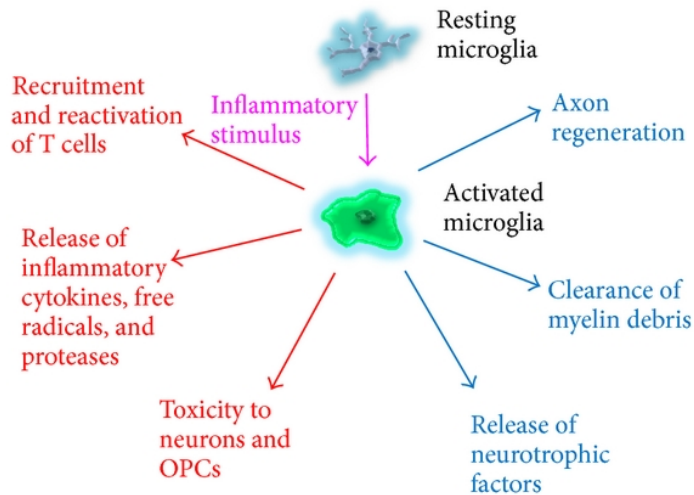 Resting
microglia
Recruitment
and reactivation
of T cells
Inflammatory
stimulus
Axon
regeneration
Activated
microglia
Release of
inflammatory
cytokines, free
radicals, and
proteases
Clearance of
myelin debris
Toxicity to
neurons and
OPCs
Release of
neurotrophic
factors